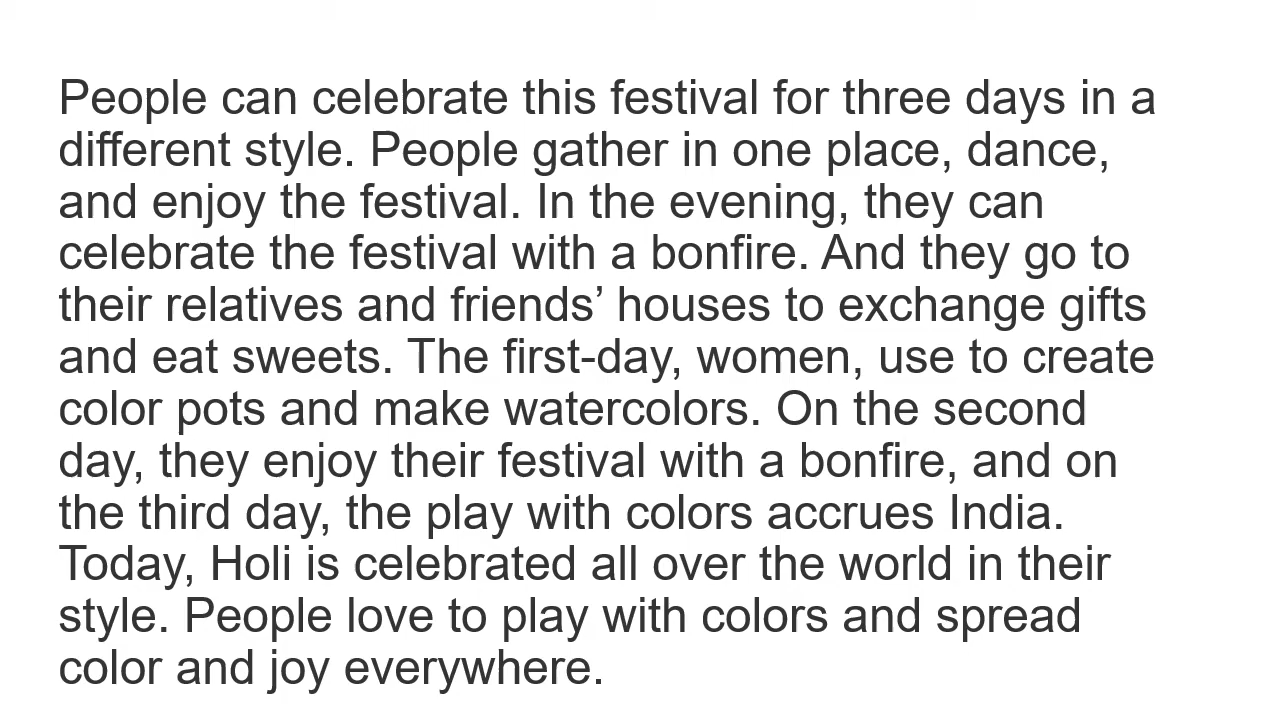 People can celebrate this festival for three days in a
different style. People gather in one place, dance,
and enjoy the festival. In the evening, they can
celebrate the festival with a bonfire. And they go to
their relatives and friends’ houses to exchange gifts
and eat sweets. The first-day, women, use to create
color pots and make watercolors. On the second
day, they enjoy their festival with a bonfire, and on
the third day, the play with colors accrues India.
Today, Holi is celebrated all over the world in their
style. People love to play with colors and spread
color and joy everywhere.